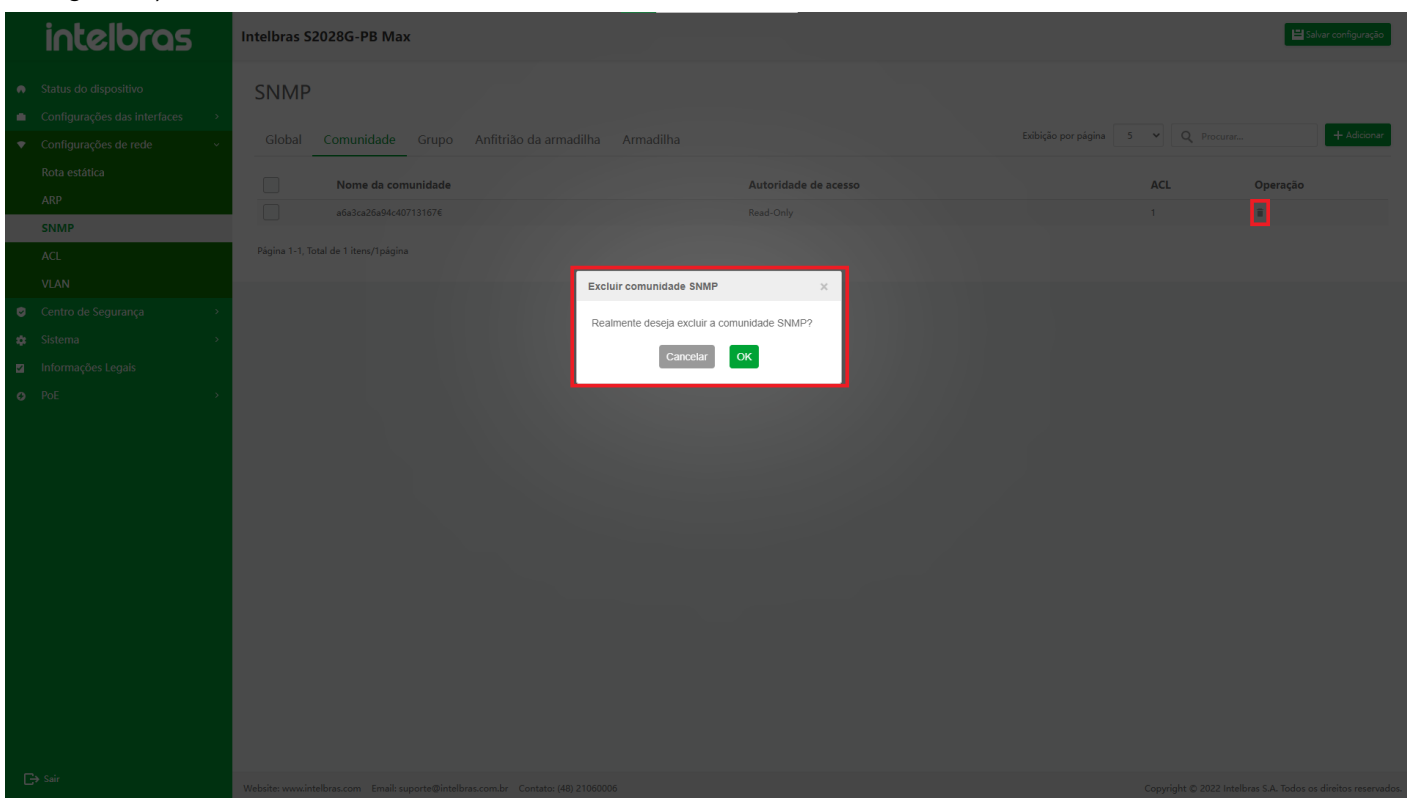 intelbras
Intelbras S2028G-PB Max
Salvar configuração
Status do dispositivo
Configurações das interfaces
Configurações de rede
Rota estática
ARP
SNMP
ACL
VLAN
Centro de Segurança
Sistema
Informações Legais
PoE
Sair
SNMP
Global Comunidade Grupo Anfitrião da armadilha Armadilha
Exibição por página 5 Procurar... + Adicionar
Nome da comunidade Autoridade de acesso ACL Operação
a6a3ca26a94c407131676 Read-Only 1
Página 1-1, Total de 1 itens/1página
Excluir comunidade SNMP ×
Realmente deseja excluir a comunidade SNMP?
Cancelar OK
Website: www.intelbras.com Email: suporte@intelbras.com.br Contato: (48) 21060006
Copyright © 2022 Intelbras S.A. Todos os direitos reservados.